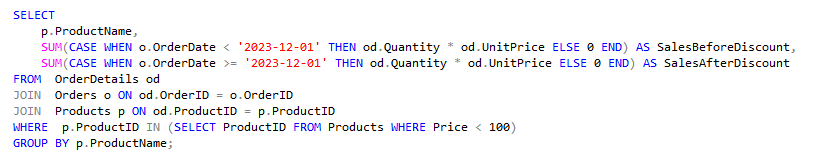 SELECT
p.ProductName,
SUM(CASE WHEN o.OrderDate < '2023-12-01' THEN od.Quantity * od.UnitPrice ELSE 0 END) AS SalesBeforeDiscount,
SUM(CASE WHEN o.OrderDate >= '2023-12-01' THEN od.Quantity * od.UnitPrice ELSE 0 END) AS SalesAfterDiscount
FROM OrderDetails od
JOIN Orders o ON od.OrderID = o.OrderID
JOIN Products p ON od.ProductID = p.ProductID
WHERE p.ProductID IN (SELECT ProductID FROM Products WHERE Price < 100)
GROUP BY p.ProductName;